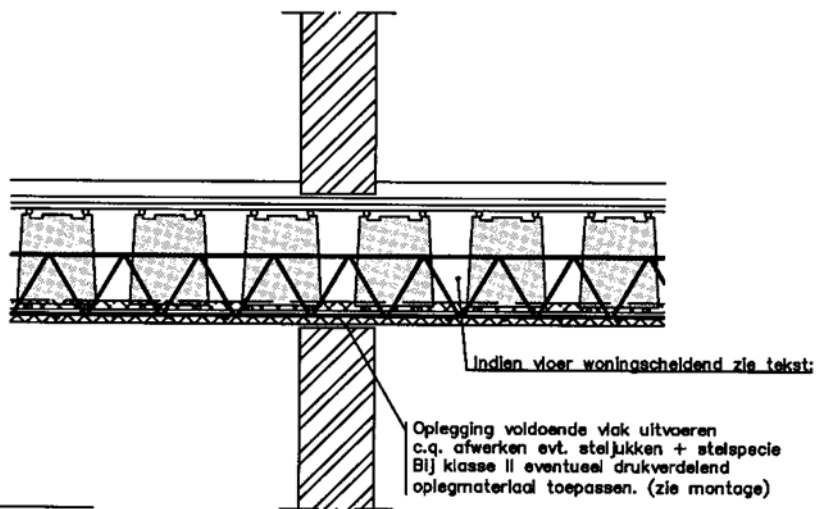 Indien vloer woningscheidend zie tekst:
Oplegging voldoende vlak uitvoeren
c.q. afwerken evt. steljukken + stelspecie
Bij klasse II eventueel drukverdelend
oplegmateriaal toepassen. (zie montage)